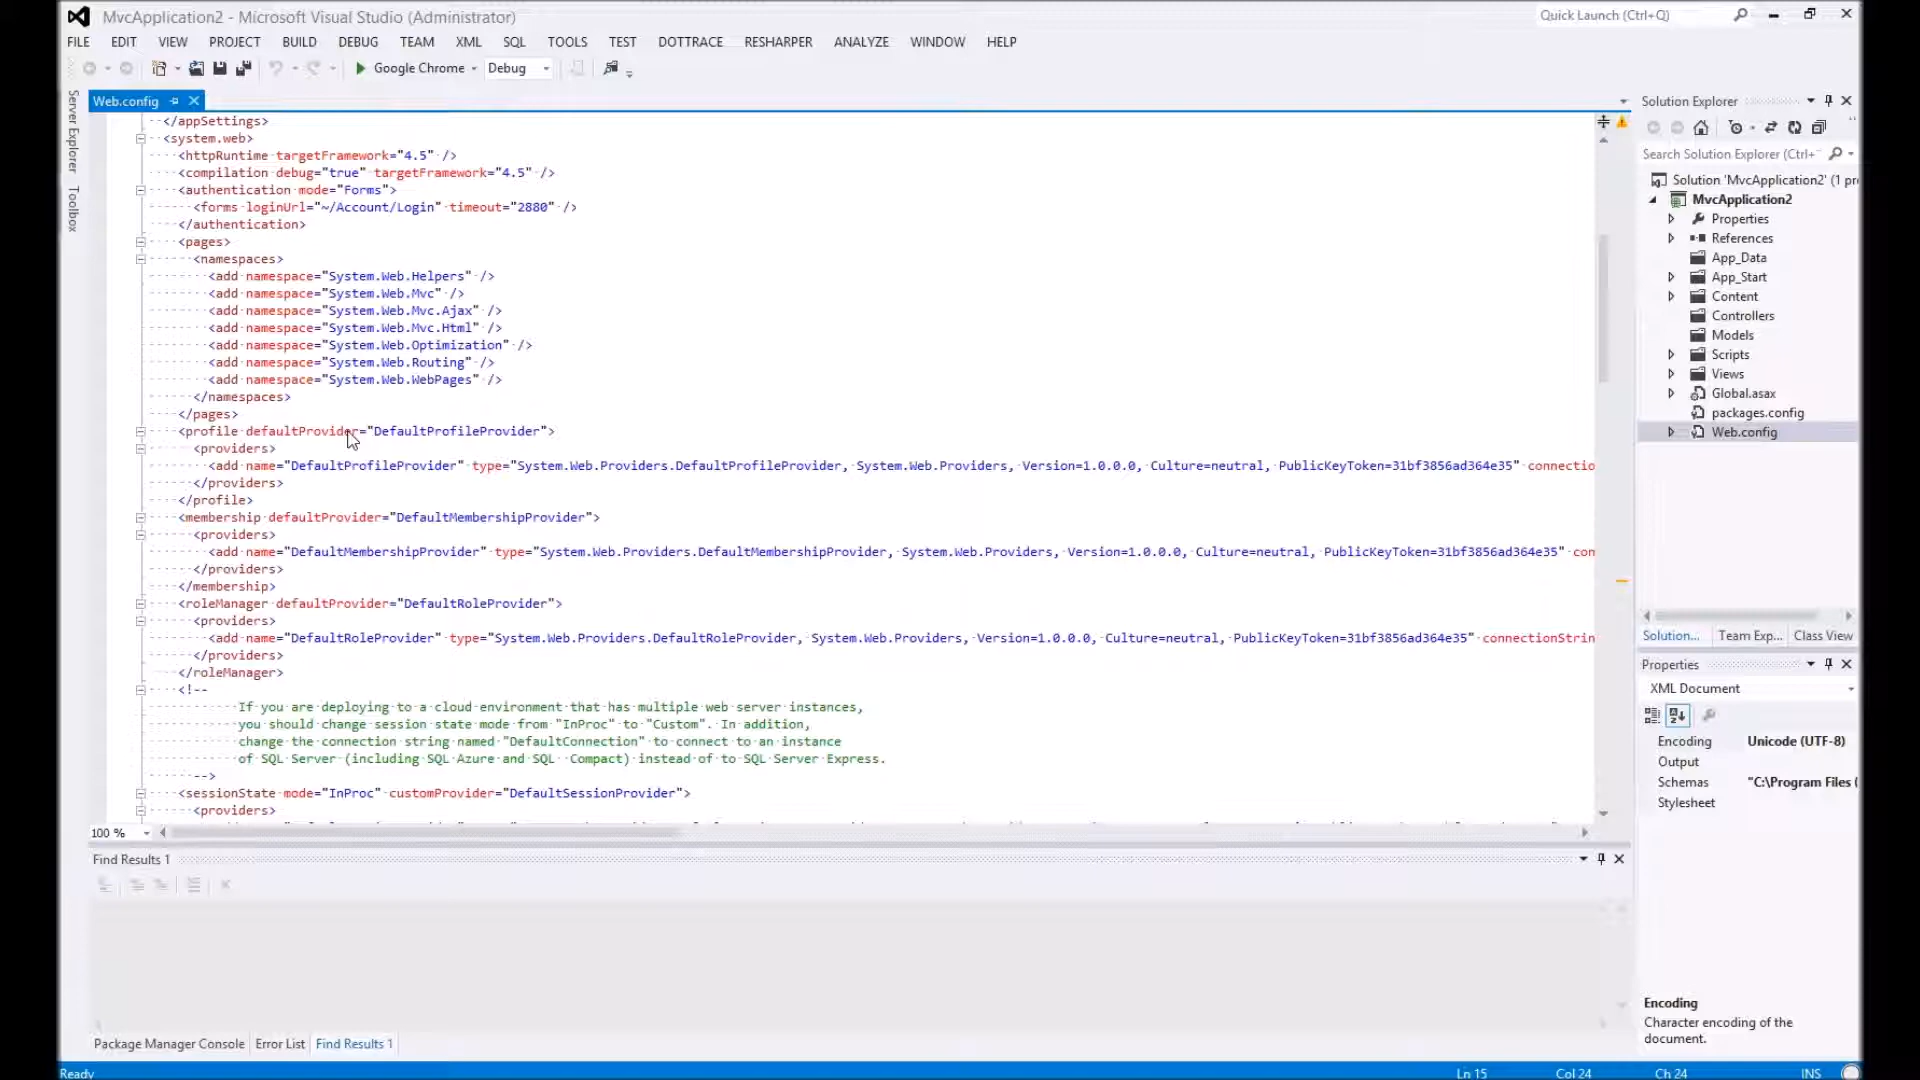 MvcApplication2 - Microsoft Visual Studio (Administrator)
Quick Launch (Ctrl+Q)
FILE EDIT VIEW PROJECT BUILD DEBUG TEAM XML SQL TOOLS TEST DOTTRACE RESHARPER ANALYZE WINDOW HELP
Google Chrome Debug
Server Explorer
Toolbox
Web.config
</appSettings>
<system.web>
<httpRuntime targetFramework="4.5" />
<compilation debug="true" targetFramework="4.5" />
<authentication mode="Forms">
<forms loginUrl="~/Account/Login" timeout="2880" />
</authentication>
<pages>
<namespaces>
<add namespace="System.Web.Helpers" />
<add namespace="System.Web.Mvc" />
<add namespace="System.Web.Mvc.Ajax" />
<add namespace="System.Web.Mvc.Html" />
<add namespace="System.Web.Optimization" />
<add namespace="System.Web.Routing" />
<add namespace="System.Web.WebPages" />
</namespaces>
</pages>
<profile defaultProvider="DefaultProfileProvider">
<providers>
<add name="DefaultProfileProvider" type="System.Web.Providers.DefaultProfileProvider, System.Web.Providers, Version=1.0.0.0, Culture=neutral, PublicKeyToken=31bf3856ad364e35" connectio
</providers>
</profile>
<membership defaultProvider="DefaultMembershipProvider">
<providers>
<add name="DefaultMembershipProvider" type="System.Web.Providers.DefaultMembershipProvider, System.Web.Providers, Version=1.0.0.0, Culture=neutral, PublicKeyToken=31bf3856ad364e35" con
</providers>
</membership>
<roleManager defaultProvider="DefaultRoleProvider">
<providers>
<add name="DefaultRoleProvider" type="System.Web.Providers.DefaultRoleProvider, System.Web.Providers, Version=1.0.0.0, Culture=neutral, PublicKeyToken=31bf3856ad364e35" connectionStrin
</providers>
</roleManager>
<!--
If you are deploying to a cloud environment that has multiple web server instances,
you should change session state mode from "InProc" to "Custom". In addition,
change the connection string named "DefaultConnection" to connect to an instance
of SQL Server (including SQL Azure and SQL  Compact) instead of to SQL Server Express.
-->
<sessionState mode="InProc" customProvider="DefaultSessionProvider">
<providers>
100 %
Find Results 1
Package Manager Console Error List Find Results 1
Solution Explorer
Search Solution Explorer (Ctrl+
Solution 'MvcApplication2' (1 pr
MvcApplication2
Properties
References
App_Data
App_Start
Content
Controllers
Models
Scripts
Views
Global.asax
packages.config
Web.config
Solution... Team Exp... Class View
Properties
XML Document
Encoding Unicode (UTF-8)
Output
Schemas "C:\Program Files (
Stylesheet
Encoding
Character encoding of the
document.
Ready Ln 15 Col 24 Ch 24 INS